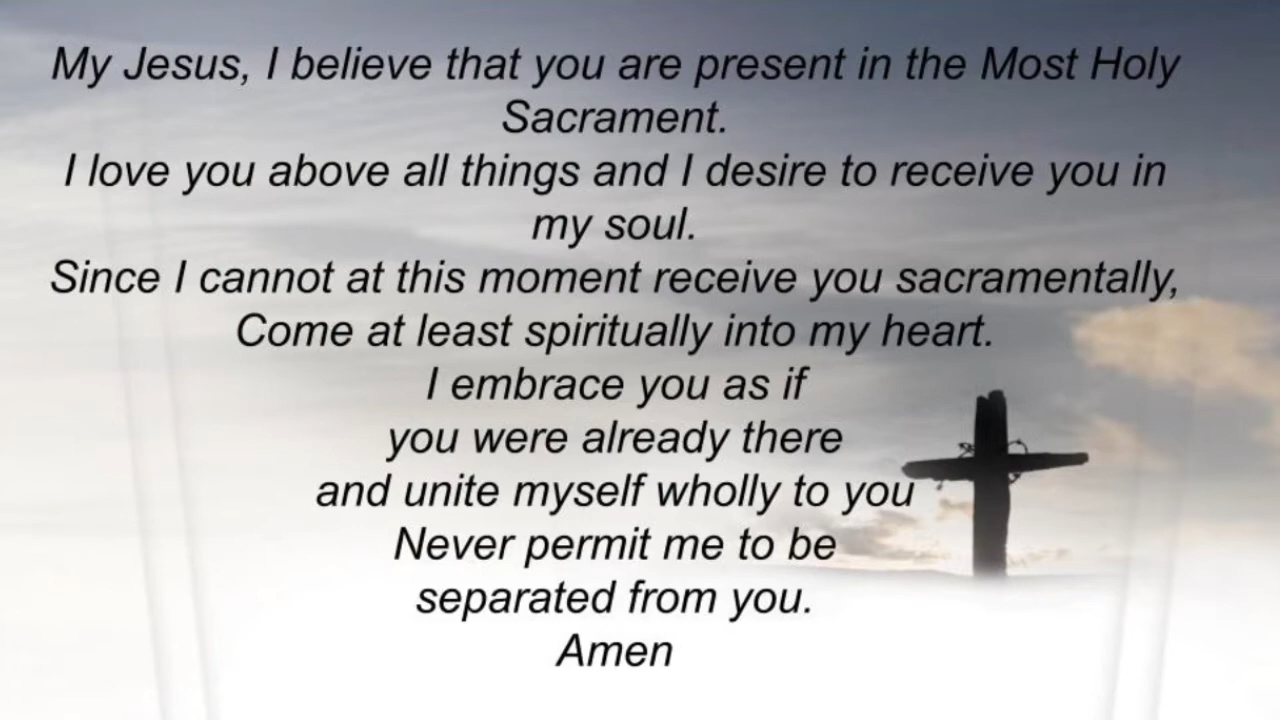 My Jesus, I believe that you are present in the Most Holy
Sacrament.
I love you above all things and I desire to receive you in
my soul.
Since I cannot at this moment receive you sacramentally,
Come at least spiritually into my heart.
I embrace you as if
you were already there
and unite myself wholly to you
Never permit me to be
separated from you.
Amen